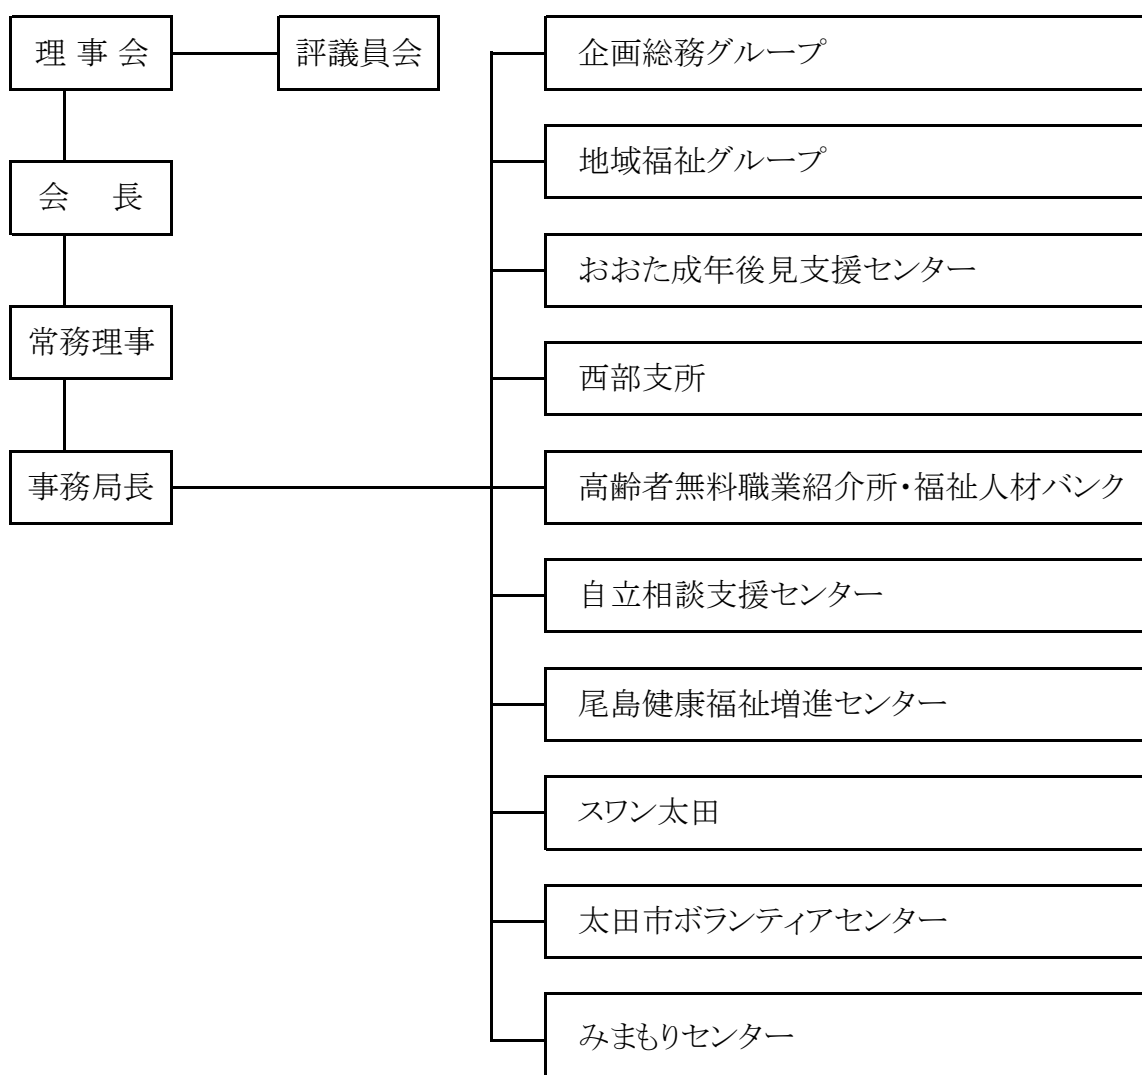 理 事 会
評議員会
会　長
常務理事
事務局長
企画総務グループ
地域福祉グループ
おおた成年後見支援センター
西部支所
高齢者無料職業紹介所・福祉人材バンク
自立相談支援センター
尾島健康福祉増進センター
スワン太田
太田市ボランティアセンター
みまもりセンター